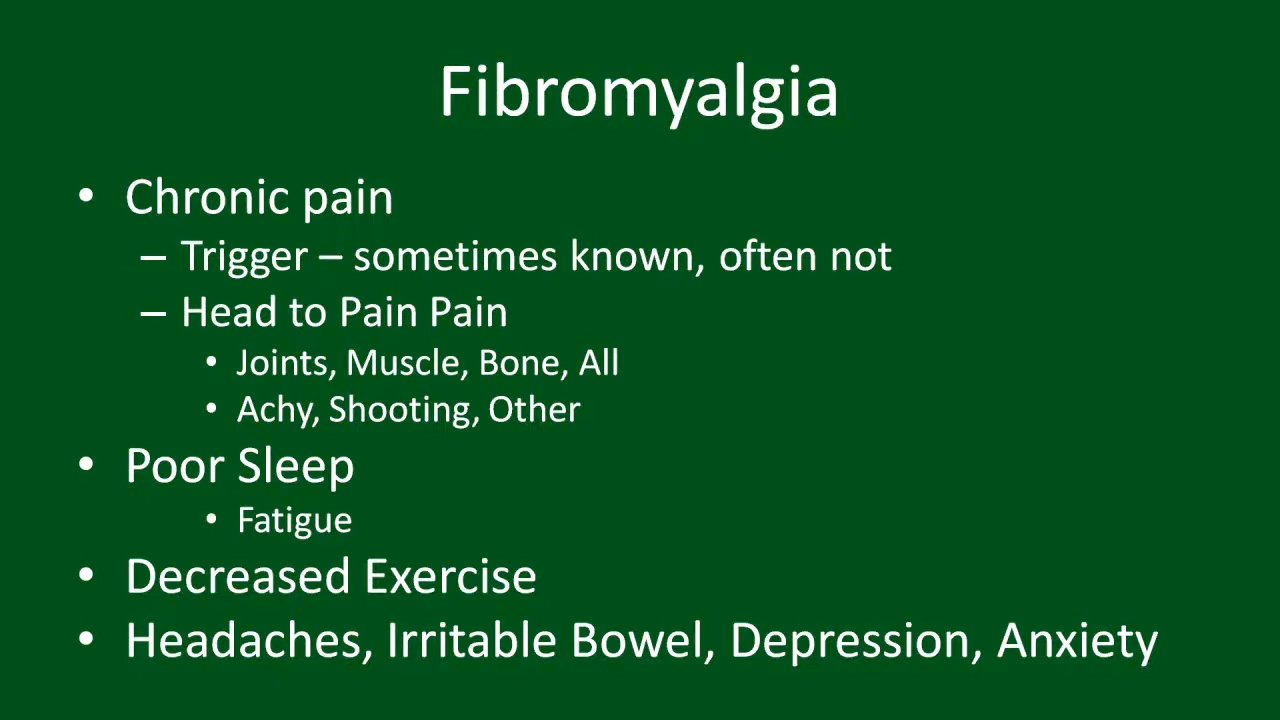 Fibromyalgia
• Chronic pain
– Trigger – sometimes known, often not
– Head to Pain Pain
• Joints, Muscle, Bone, All
• Achy, Shooting, Other
• Poor Sleep
• Fatigue
• Decreased Exercise
• Headaches, Irritable Bowel, Depression, Anxiety